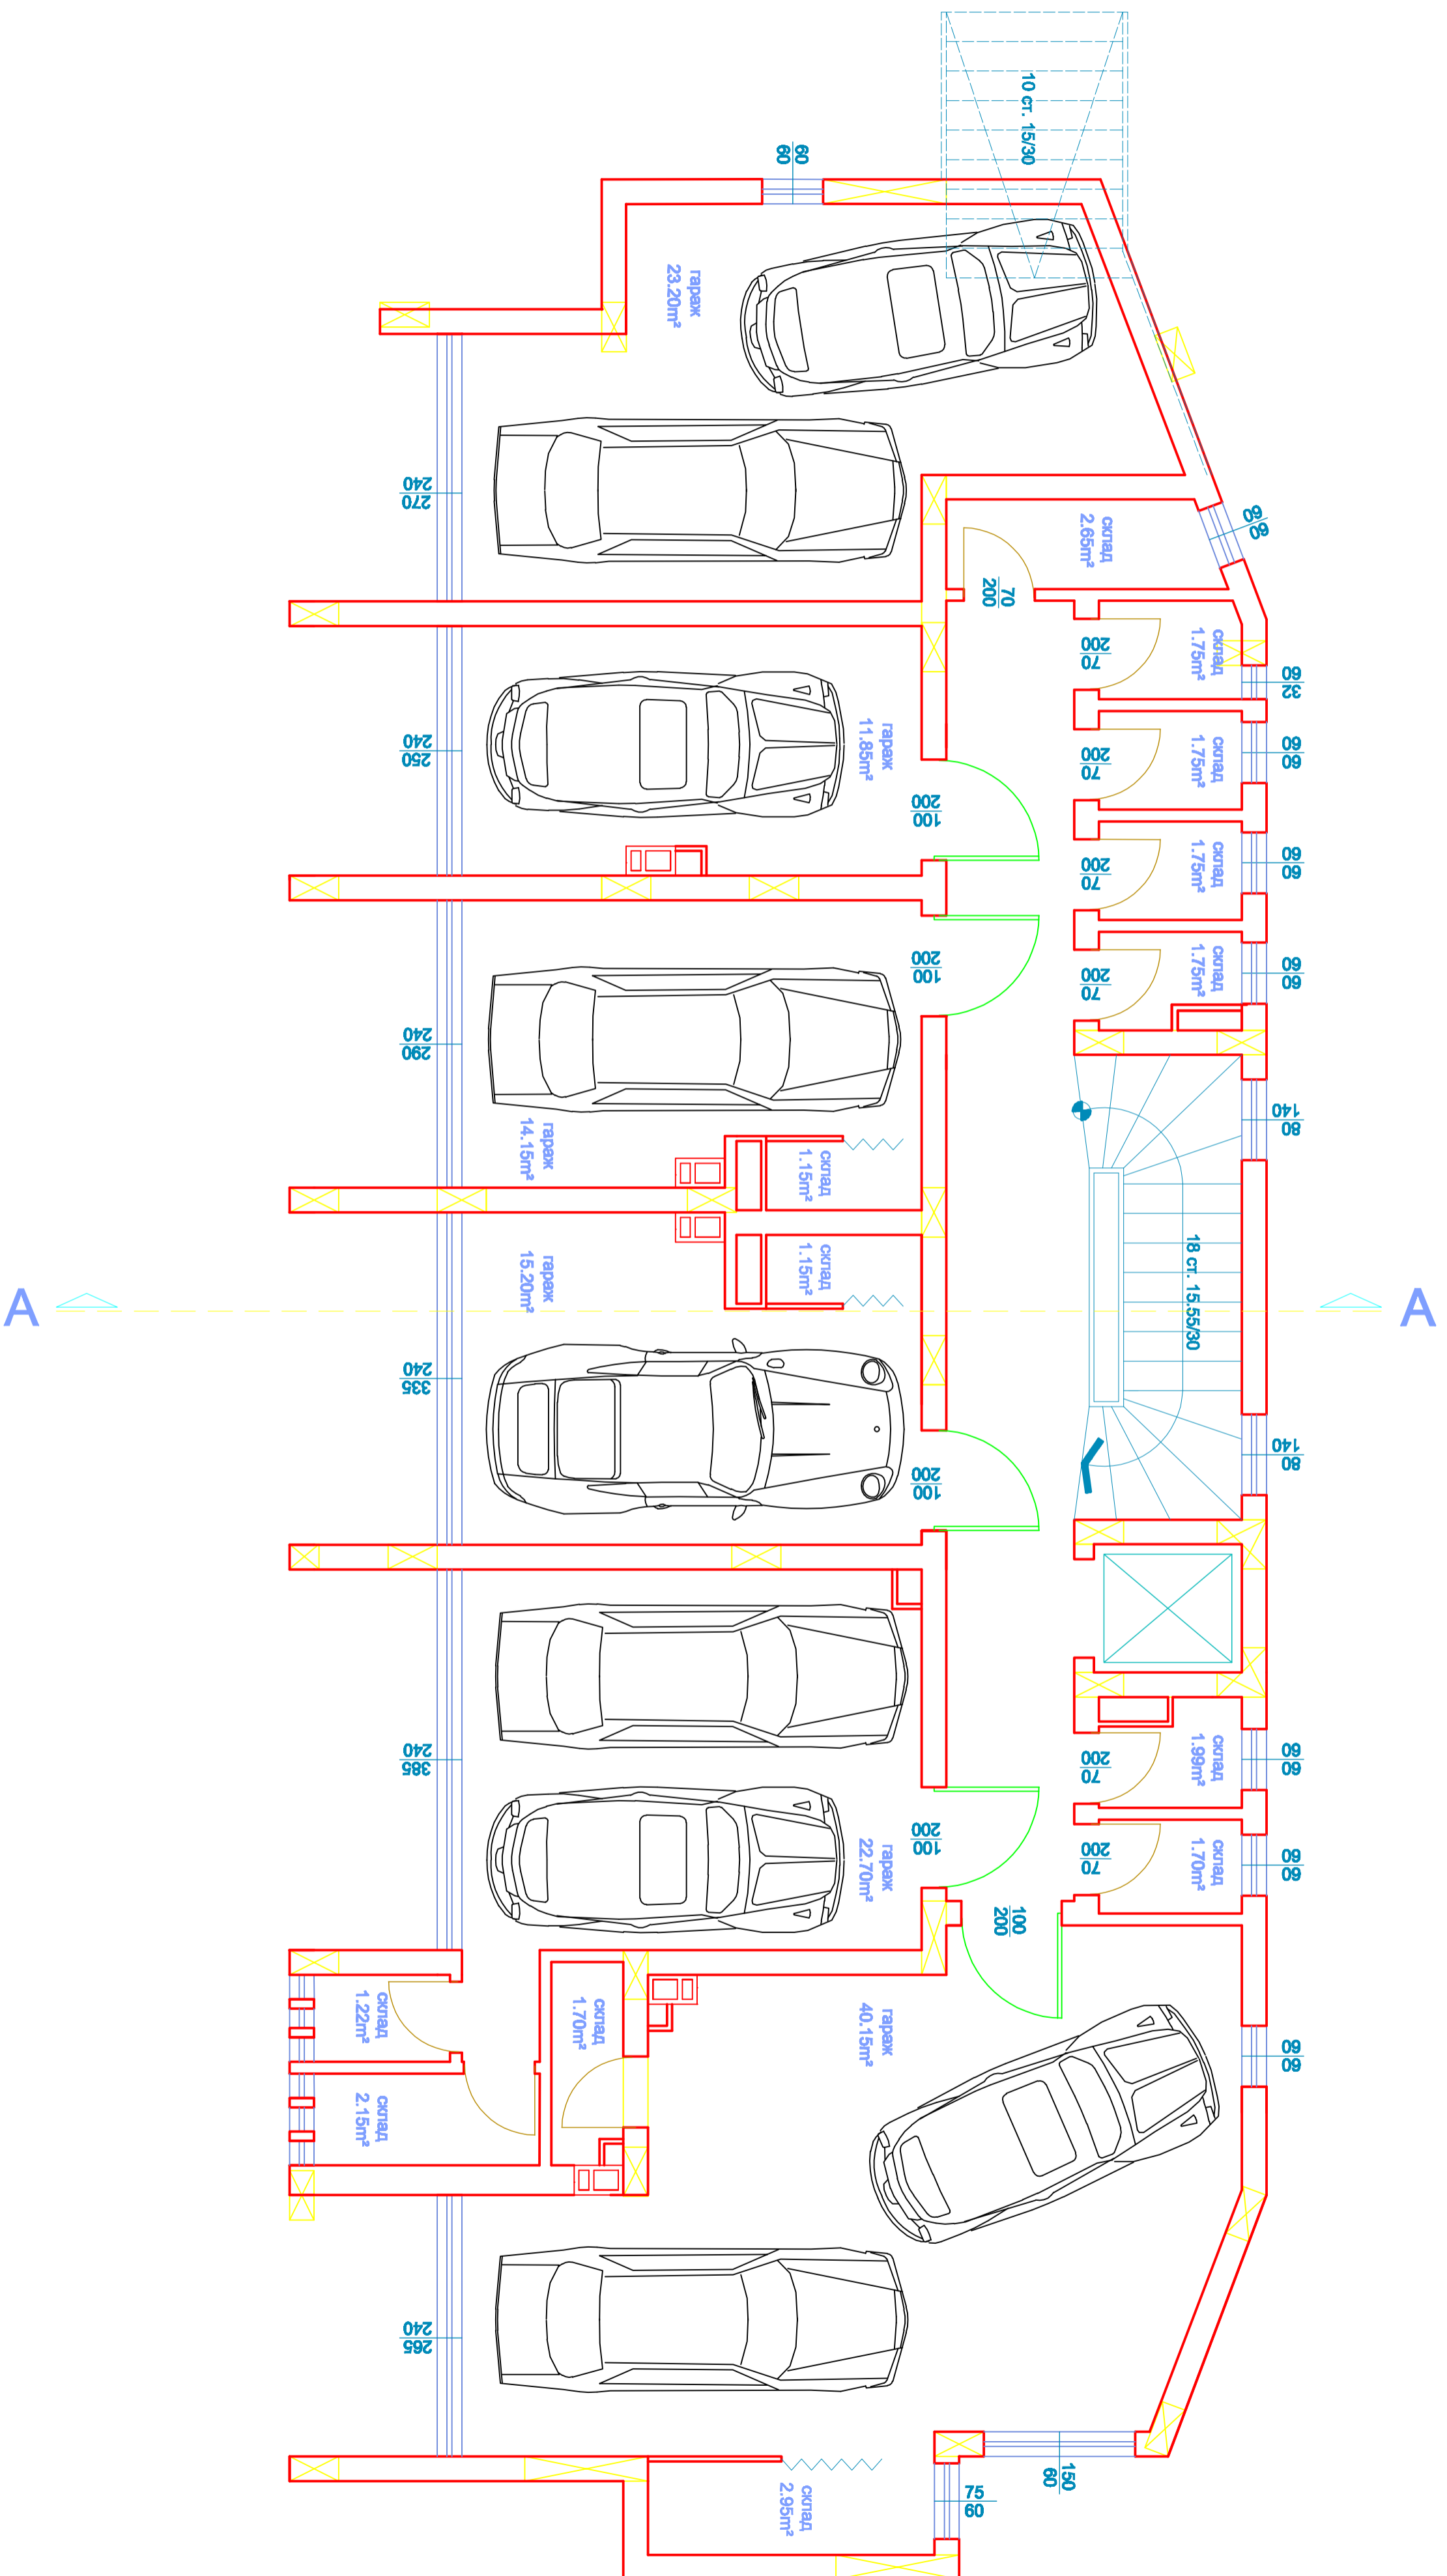 10 ст. 15/30
60
60
гараж
23.20m²
240
270
склад
2.65m²
60
60
70
200
склад
1.75m²
200
70
60
32
гараж
11.85m²
240
250
200
100
склад
1.75m²
200
70
60
60
склад
1.75m²
200
70
60
60
склад
1.75m²
200
70
60
60
200
100
240
290
гараж
14.15m²
склад
1.15m²
140
80
18 ст. 15.55/30
гараж
15.20m²
склад
1.15m²
A
A
240
335
200
100
140
80
240
385
гараж
22.70m²
200
100
склад
1.99m²
200
70
60
60
склад
1.70m²
200
70
60
60
100
200
склад
1.22m²
склад
1.70m²
гараж
40.15m²
60
60
склад
2.15m²
240
265
150
60
75
60
склад
2.95m²